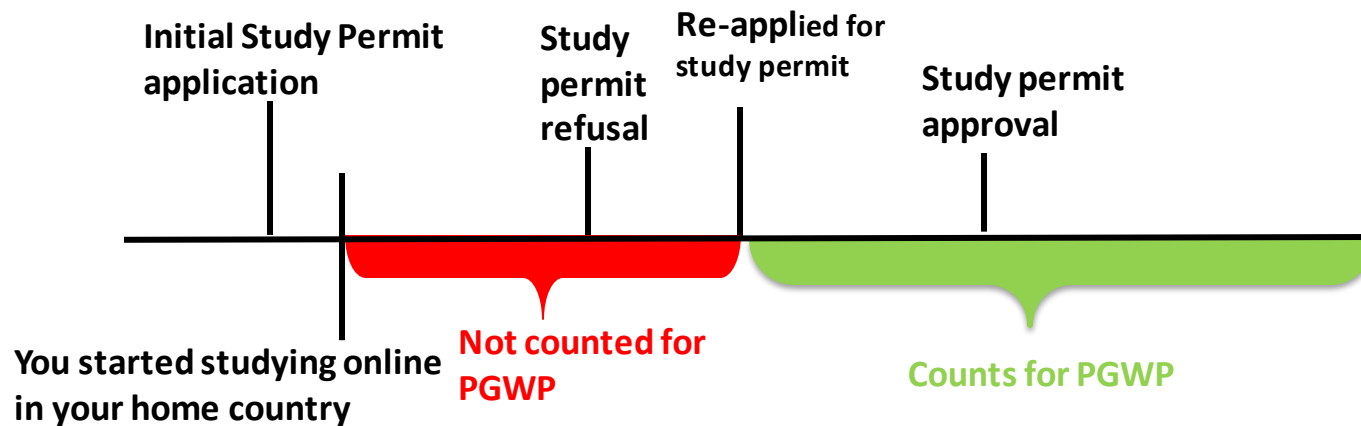 Initial Study Permit
application
Study
permit
refusal
Re-applied for
study permit
Study permit
approval
You started studying online
in your home country
Not counted for
PGWP
Counts for PGWP